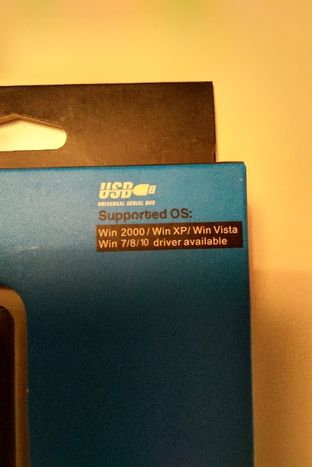 USB
UNIVERSAL SERIAL BUS
Supported OS:
Win 2000/Win XP/Win Vista
Win 7/8/10 driver available